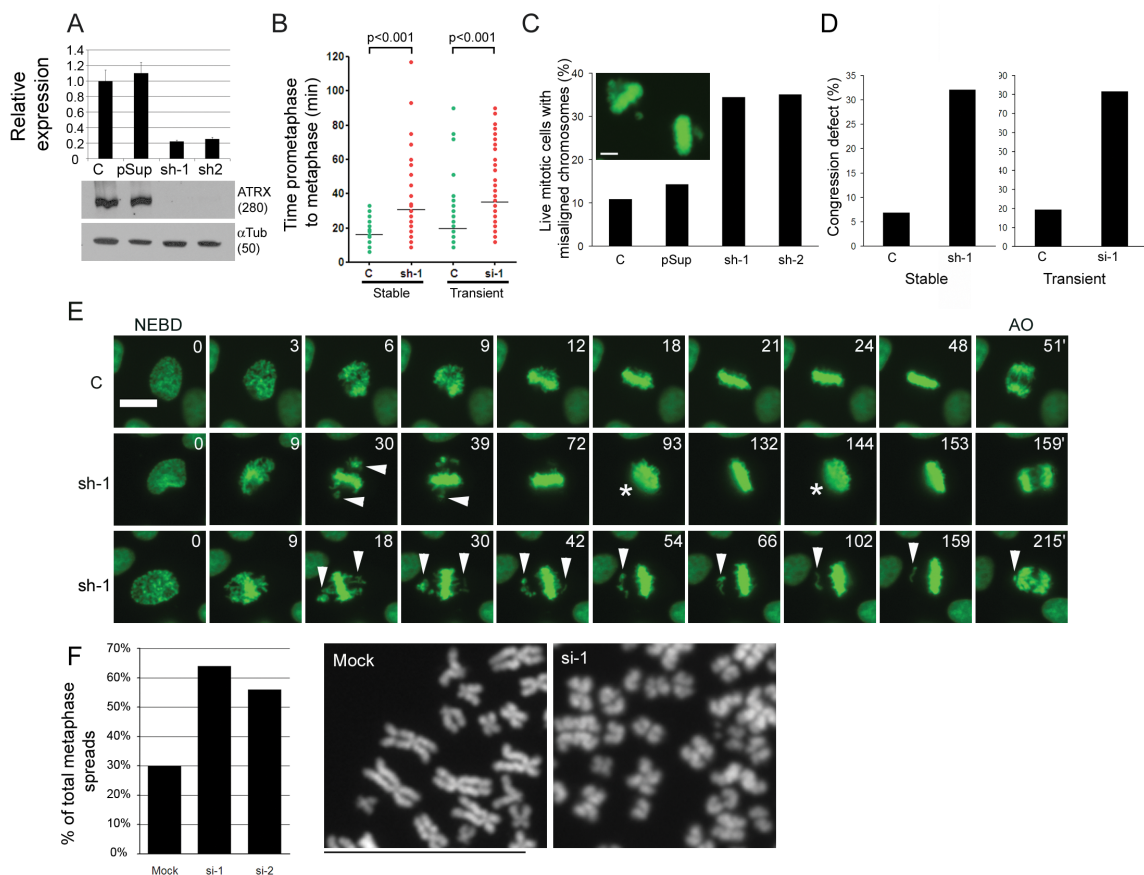 A
Relative expression
1.4
1.2
1.0
0.8
0.6
0.4
0.2
0
C pSup sh-1 sh2
ATRX
(280)
αTub
(50)
B
Time prometaphase
to metaphase (min)
p<0.001 p<0.001
120
100
80
60
40
20
0
C sh-1 C si-1
Stable Transient
C
Live mitotic cells with
misaligned chromosomes (%)
40
30
20
10
0
C pSup sh-1 sh-2
D
Congression defect (%)
35
30
25
20
15
10
5
0
C sh-1
Stable
90
80
70
60
50
40
30
20
10
0
C si-1
Transient
E
NEBD AO
C
0 3 6 9 12 18 21 24 48 51'
sh-1
0 9 30 39 72 93 132 144 153 159'
* *
sh-1
0 9 18 30 42 54 66 102 159 215'
F
% of total metaphase
spreads
70%
60%
50%
40%
30%
20%
10%
0%
Mock si-1 si-2
Mock
si-1